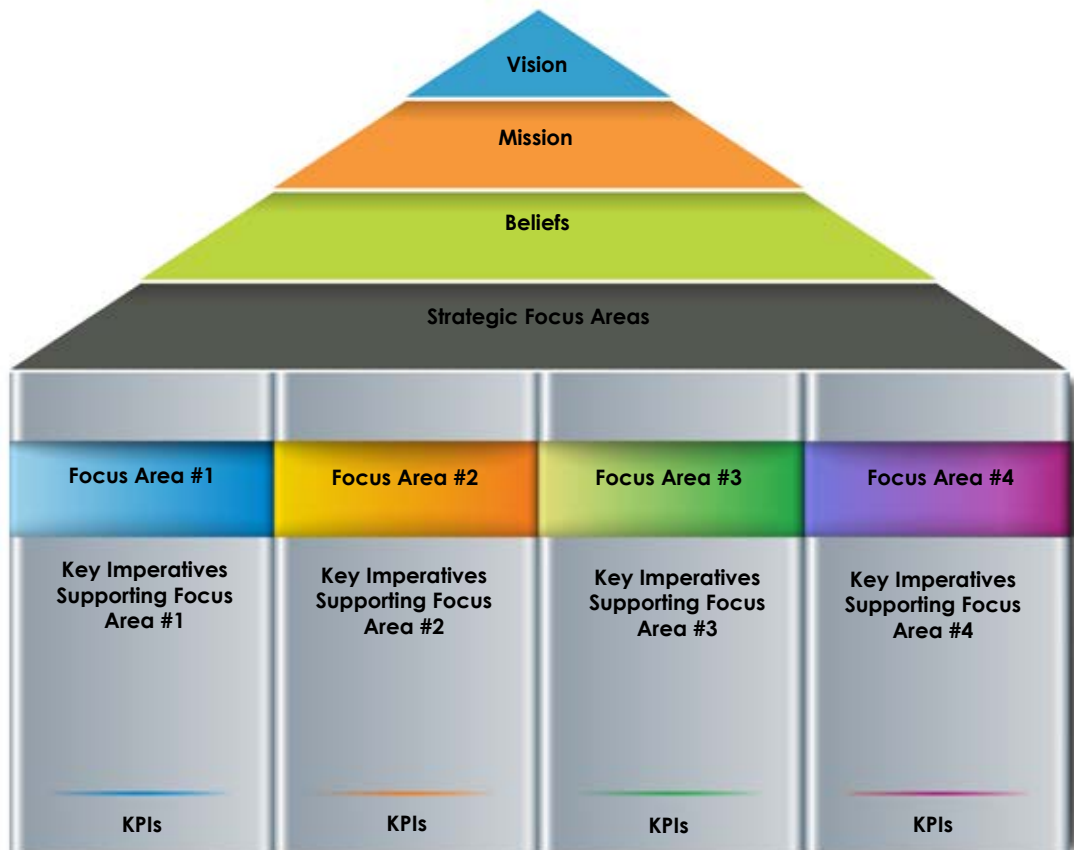 Vision
Mission
Beliefs
Strategic Focus Areas
Focus Area #1
Focus Area #2
Focus Area #3
Focus Area #4
Key Imperatives
Supporting Focus
Area #1
Key Imperatives
Supporting Focus
Area #2
Key Imperatives
Supporting Focus
Area #3
Key Imperatives
Supporting Focus
Area #4
KPIs
KPIs
KPIs
KPIs